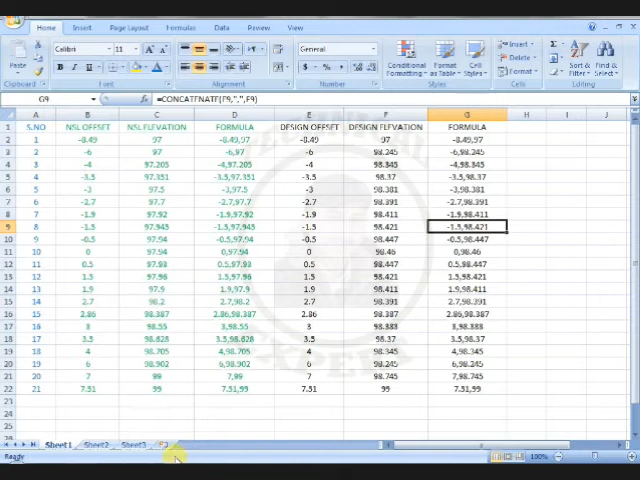 Home Insert Page Layout Formulas Data Review View
Paste Calibri 11 General Conditional Formatting Format as Table Cell Styles Insert Format Sort & Filter Find & Select
Clipboard Font Alignment Number Styles Cells Editing
G9 =CONCATENATE(E9,",",F9)
A B C D E F G H I J
1 S.NO NSL OFFSET NSL ELEVATION FORMULA DESIGN OFFSET DESIGN ELEVATION FORMULA
2 1 -8.49 97 -8.49,97 -8.49 97 -8.49,97
3 2 -6 97 -6,97 -6 98.245 -6,98.245
4 3 -4 97.205 -4,97.205 -4 98.345 -4,98.345
5 4 -3.5 97.351 -3.5,97.351 -3.5 98.37 -3.5,98.37
6 5 -3 97.5 -3,97.5 -3 98.381 -3,98.381
7 6 -2.7 97.7 -2.7,97.7 -2.7 98.391 -2.7,98.391
8 7 -1.9 97.92 -1.9,97.92 -1.9 98.411 -1.9,98.411
9 8 -1.5 97.943 -1.5,97.943 -1.5 98.421 -1.5,98.421
10 9 -0.5 97.94 -0.5,97.94 -0.5 98.447 -0.5,98.447
11 10 0 97.94 0,97.94 0 98.46 0,98.46
12 11 0.5 97.93 0.5,97.93 0.5 98.447 0.5,98.447
13 12 1.5 97.96 1.5,97.96 1.5 98.421 1.5,98.421
14 13 1.9 97.9 1.9,97.9 1.9 98.411 1.9,98.411
15 14 2.7 98.2 2.7,98.2 2.7 98.391 2.7,98.391
16 15 2.86 98.387 2.86,98.387 2.86 98.387 2.86,98.387
17 16 3 98.55 3,98.55 3 98.388 3,98.388
18 17 3.5 98.628 3.5,98.628 3.5 98.37 3.5,98.37
19 18 4 98.705 4,98.705 4 98.345 4,98.345
20 19 6 98.902 6,98.902 6 98.245
21 20 7 99 7,99 7 98.745
22 21 7.51 99 7.51,99 7.51 99 7.51,99
23
24
25
Sheet1 Sheet2 Sheet3
Ready 100%